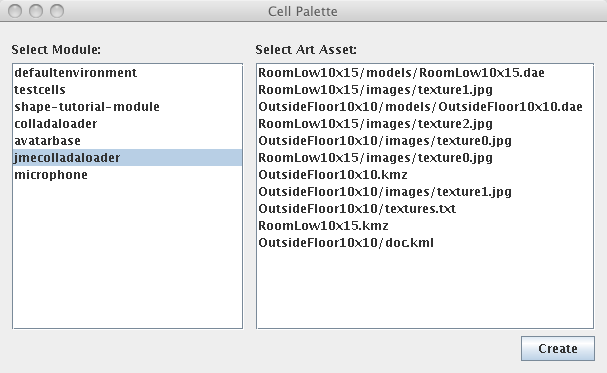 Cell Palette
Select Module:
defaultenvironment
testcells
shape-tutorial-module
colladaloader
avatarbase
jmecolladaloader
microphone
Select Art Asset:
RoomLow10x15/models/RoomLow10x15.dae
RoomLow10x15/images/texture1.jpg
OutsideFloor10x10/models/OutsideFloor10x10.dae
RoomLow10x15/images/texture2.jpg
OutsideFloor10x10/images/texture0.jpg
RoomLow10x15/images/texture0.jpg
OutsideFloor10x10.kmz
OutsideFloor10x10/images/texture1.jpg
OutsideFloor10x10/textures.txt
RoomLow10x15.kmz
OutsideFloor10x10/doc.kml
Create